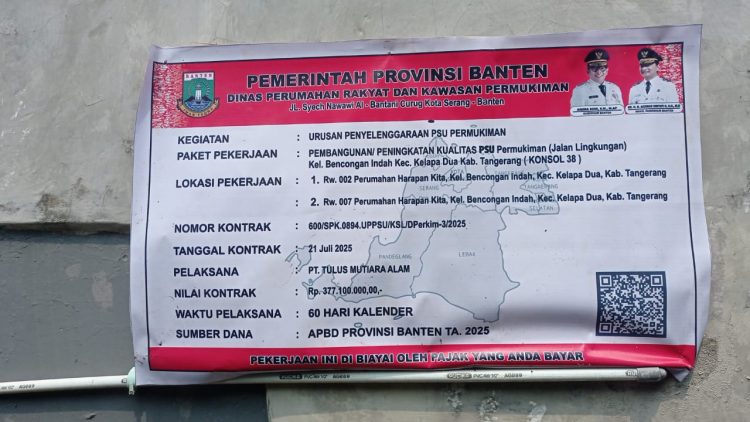 BANTEN
PEMERINTAH PROVINSI BANTEN
DINAS PERUMAHAN RAKYAT DAN KAWASAN PERMUKIMAN
JL. Syech Nawawi Al - Bantani Curug Kota Serang - Banten
KEGIATAN : URUSAN PENYELENGGARAAN PSU PERMUKIMAN
PAKET PEKERJAAN : PEMBANGUNAN/ PENINGKATAN KUALITAS PSU Permukiman (Jalan Lingkungan)
Kel. Bencongan Indah Kec. Kelapa Dua Kab. Tangerang ( KONSOL 38 )
LOKASI PEKERJAAN : 1. Rw. 002 Perumahan Harapan Kita, Kel. Bencongan Indah, Kec. Kelapa Dua, Kab. Tangerang
2. Rw. 007 Perumahan Harapan Kita, Kel. Bencongan Indah, Kec. Kelapa Dua, Kab. Tangerang
NOMOR KONTRAK : 600/SPK.0894.UPPSU/KSL/DPerkim-3/2025
TANGGAL KONTRAK : 21 Juli 2025
PELAKSANA : PT. TULUS MUTIARA ALAM
NILAI KONTRAK : Rp. 377.100.000,00,-
WAKTU PELAKSANA : 60 HARI KALENDER
SUMBER DANA : APBD PROVINSI BANTEN TA. 2025
KOTA
SERANG
SELATAN
PANDEGLANG
LEBAK
PEKERJAAN INI DI BIAYAI OLEH PAJAK YANG ANDA BAYAR